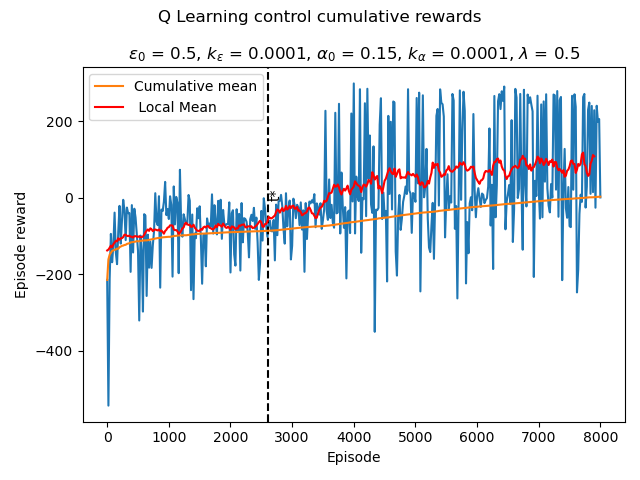 Q Learning control cumulative rewards
ε₀ = 0.5, kε = 0.0001, α₀ = 0.15, kα = 0.0001, λ = 0.5
Cumulative mean
Local Mean
200
0
−200
−400
Episode reward
0 1000 2000 3000 4000 5000 6000 7000 8000
Episode